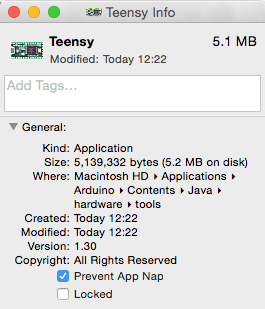 Teensy Info
Teensy 5.1 MB
Modified: Today 12:22
Add Tags…
General:
Kind: Application
Size: 5,139,332 bytes (5.2 MB on disk)
Where: Macintosh HD ▸ Applications ▸
Arduino ▸ Contents ▸ Java ▸
hardware ▸ tools
Created: Today 12:22
Modified: Today 12:22
Version: 1.30
Copyright: All Rights Reserved
Prevent App Nap
Locked